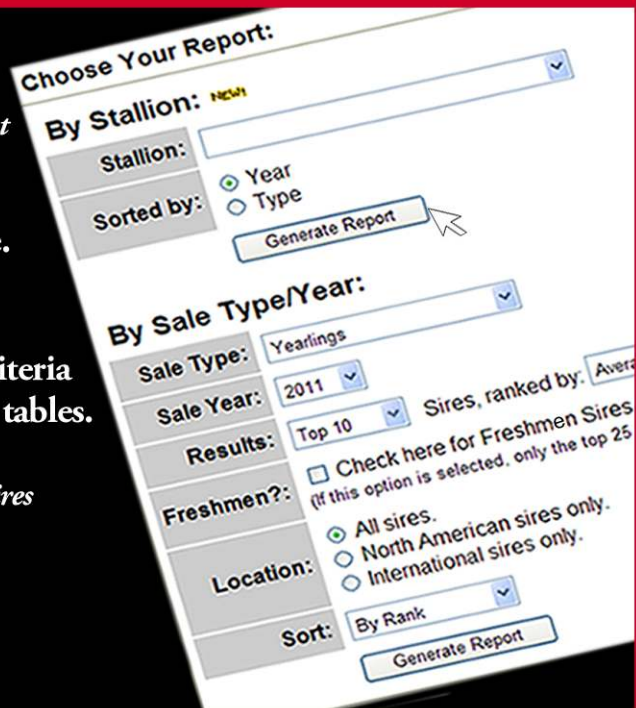 Choose Your Report:
By Stallion: NEW!
Stallion:
Sorted by:
Year
Type
Generate Report
By Sale Type/Year:
Sale Type: Yearlings
Sale Year: 2011
Results: Top 10 Sires, ranked by:
Freshmen?: Check here for Freshmen Sires
(If this option is selected, only the top 25
Location:
All sires.
North American sires only.
International sires only.
Sort: By Rank
Generate Report
tables.